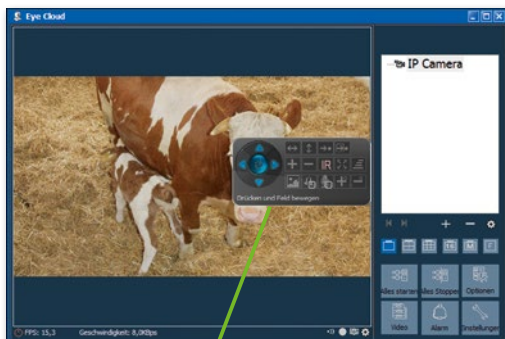 Eye Cloud
IP Camera
IR
Drücken und Feld bewegen
Alles starten
Alles Stoppen
Optionen
Video
Alarm
Einstellungen
FPS: 15,3
Geschwindigkeit: 8,0KBps